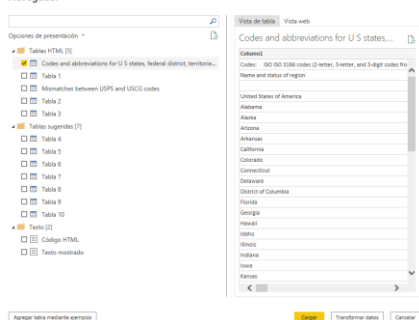 Opciones de presentación
Tablas HTML [5]
Codes and abbreviations for U S states, federal district, territorie...
Tabla 1
Mismatches between USPS and USCG codes
Tabla 2
Tabla 3
Tablas sugeridas [7]
Tabla 4
Tabla 5
Tabla 6
Tabla 7
Tabla 8
Tabla 9
Tabla 10
Texto [2]
Código HTML
Texto mostrado
Agregar tabla mediante ejemplos
Vista de tabla Vista web
Codes and abbreviations for U S states,...
Column1
Codes: ISO ISO 3166 codes (2-letter, 3-letter, and 3-digit codes fro
Name and status of region
United States of America
Alabama
Alaska
Arizona
Arkansas
California
Colorado
Connecticut
Delaware
District of Columbia
Florida
Georgia
Hawaii
Idaho
Illinois
Indiana
Iowa
Kansas
Cargar Transformar datos Cancelar